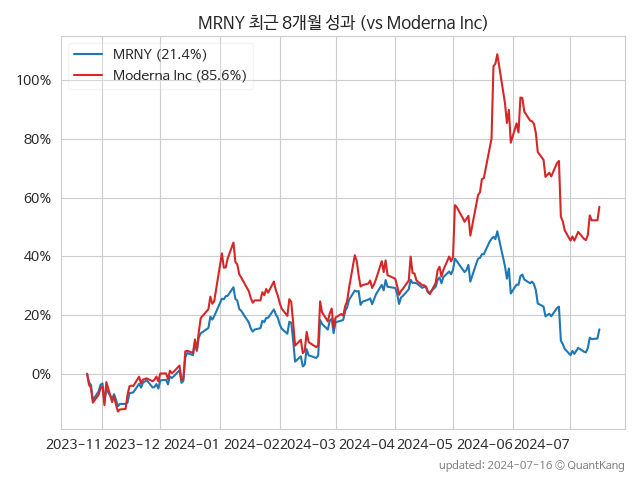 MRNY 최근 8개월 성과 (vs Moderna Inc)
MRNY (21.4%)
Moderna Inc (85.6%)
100%
80%
60%
40%
20%
0%
2023-11 2023-12 2024-01 2024-02 2024-03 2024-04 2024-05 2024-06 2024-07
updated: 2024-07-16 © QuantKang